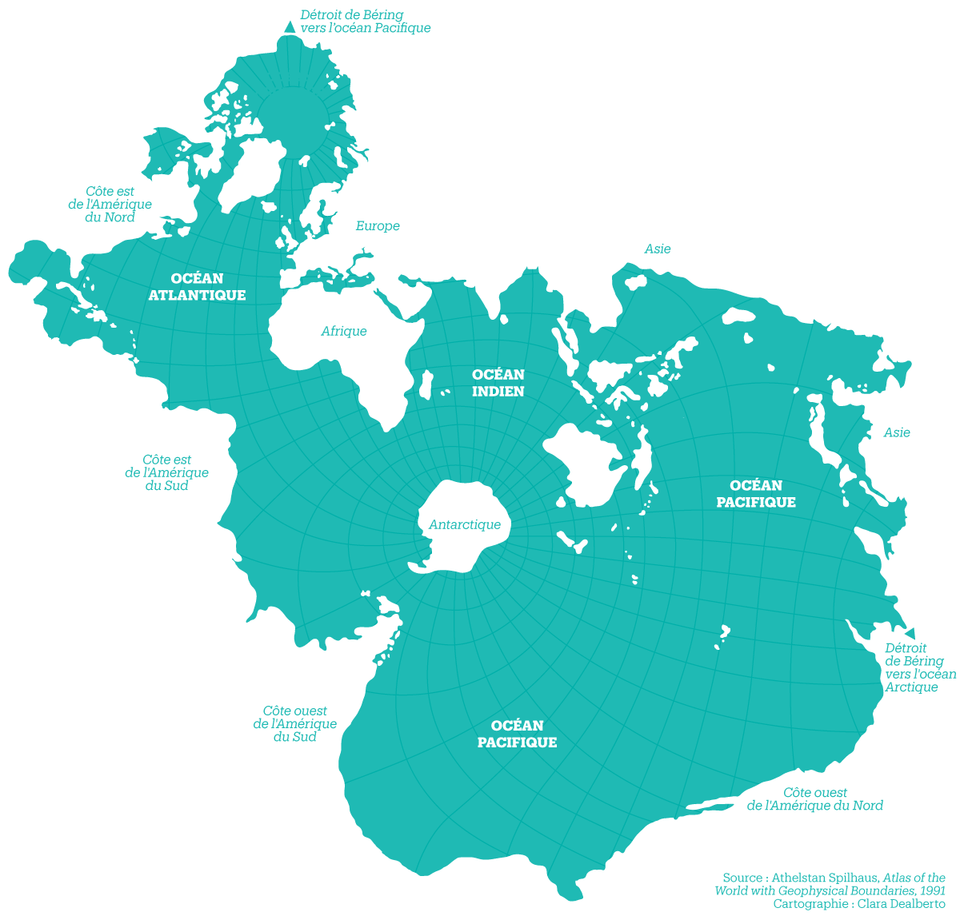 Détroit de Béring
vers l'océan Pacifique
Côte est
de l'Amérique
du Nord
Europe
Asie
OCÉAN
ATLANTIQUE
Afrique
OCÉAN
INDIEN
Asie
Côte est
de l'Amérique
du Sud
OCÉAN
PACIFIQUE
Antarctique
Détroit
de Béring
vers l'océan
Arctique
Côte ouest
de l'Amérique
du Sud
OCÉAN
PACIFIQUE
Côte ouest
de l'Amérique du Nord
Source : Athelstan Spilhaus, Atlas of the
World with Geophysical Boundaries, 1991
Cartographie : Clara Dealberto